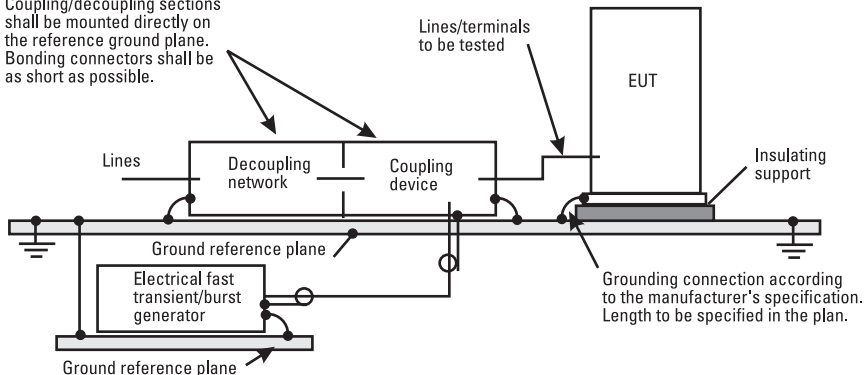 Coupling/decoupling sections
shall be mounted directly on
the reference ground plane.
Bonding connectors shall be
as short as possible.
Lines/terminals
to be tested
EUT
Lines
Decoupling
network
Coupling
device
Insulating
support
Ground reference plane
Electrical fast
transient/burst
generator
Grounding connection according
to the manufacturer's specification.
Length to be specified in the plan.
Ground reference plane